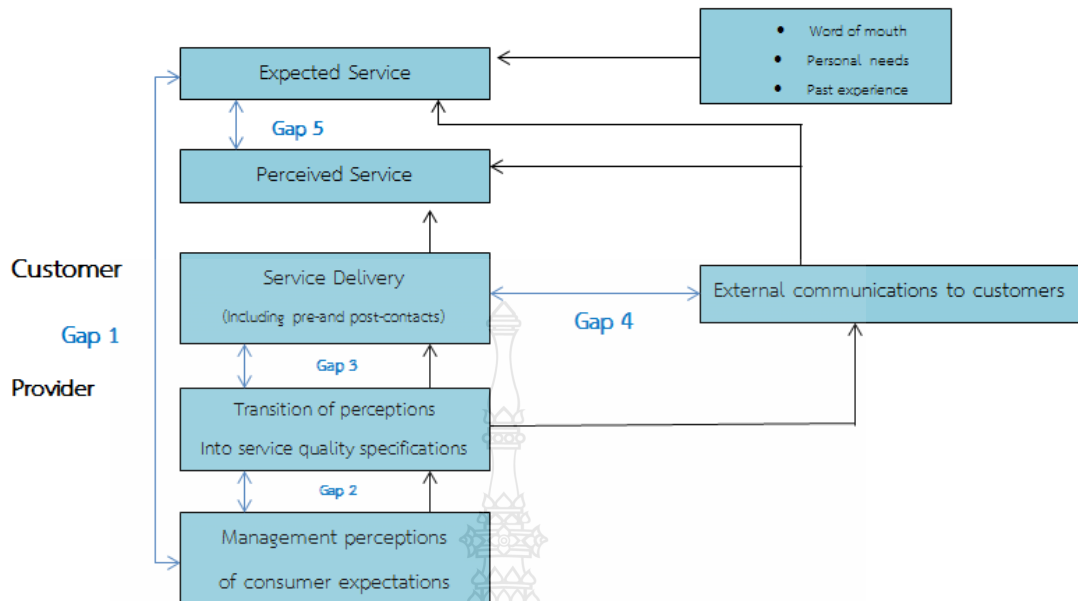 • Word of mouth
• Personal needs
• Past experience
Expected Service
Gap 5
Perceived Service
Customer
Service Delivery
(Including pre-and post-contacts)
Gap 4
External communications to customers
Gap 1
Gap 3
Provider
Transition of perceptions
Into service quality specifications
Gap 2
Management perceptions
of consumer expectations